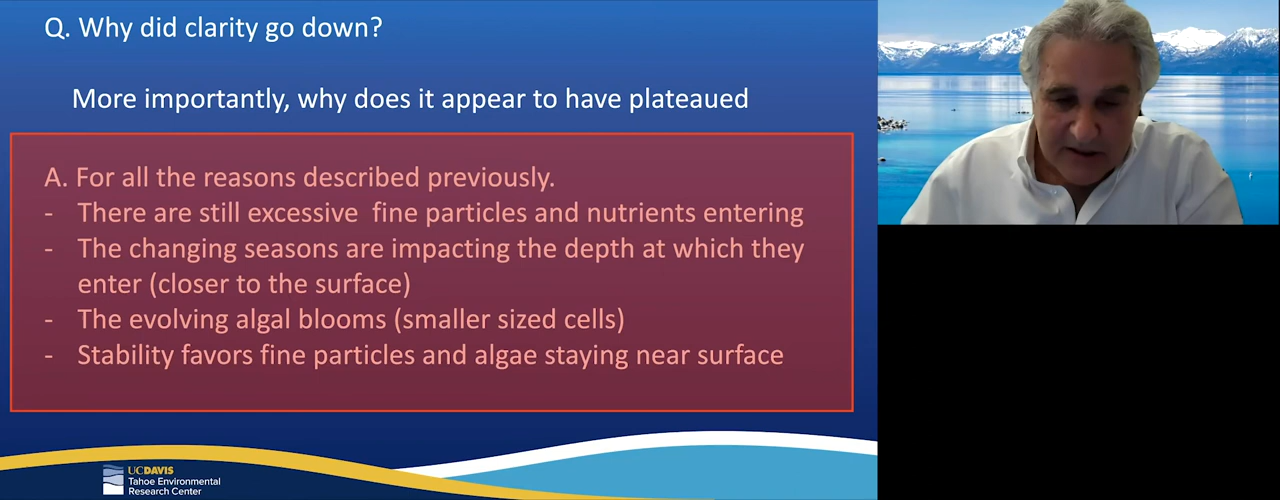 Q. Why did clarity go down?
More importantly, why does it appear to have plateaued
A. For all the reasons described previously.
- There are still excessive fine particles and nutrients entering
- The changing seasons are impacting the depth at which they
enter (closer to the surface)
- The evolving algal blooms (smaller sized cells)
- Stability favors fine particles and algae staying near surface
UCDAVIS
Tahoe Environmental
Research Center